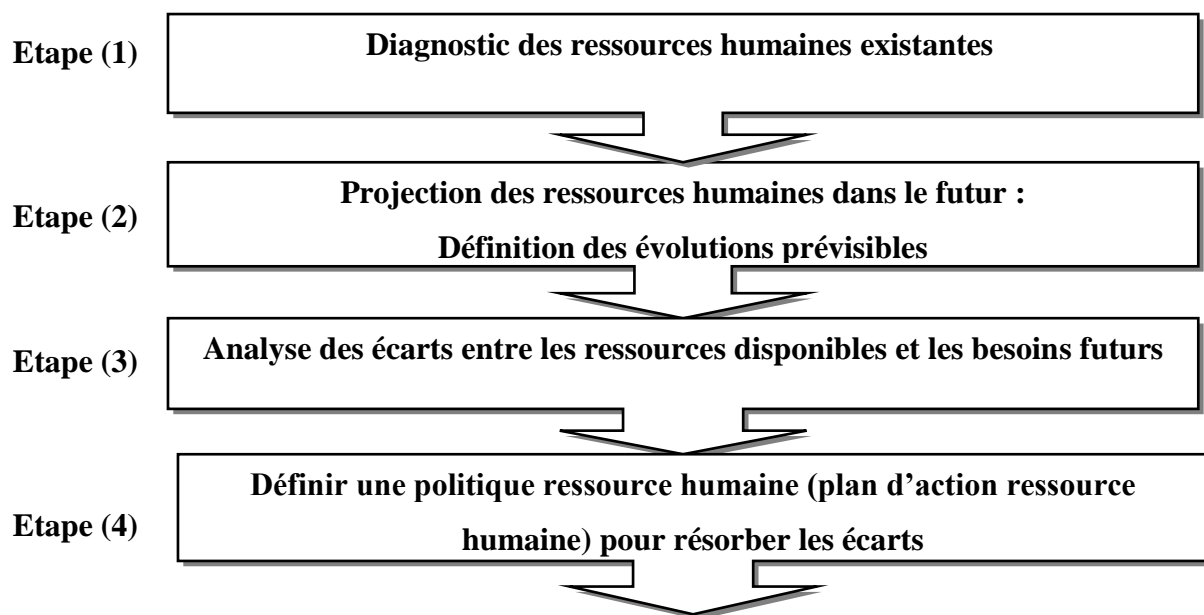 Etape (1)
Diagnostic des ressources humaines existantes
Etape (2)
Projection des ressources humaines dans le futur :
Définition des évolutions prévisibles
Etape (3)
Analyse des écarts entre les ressources disponibles et les besoins futurs
Etape (4)
Définir une politique ressource humaine (plan d’action ressource
humaine) pour résorber les écarts